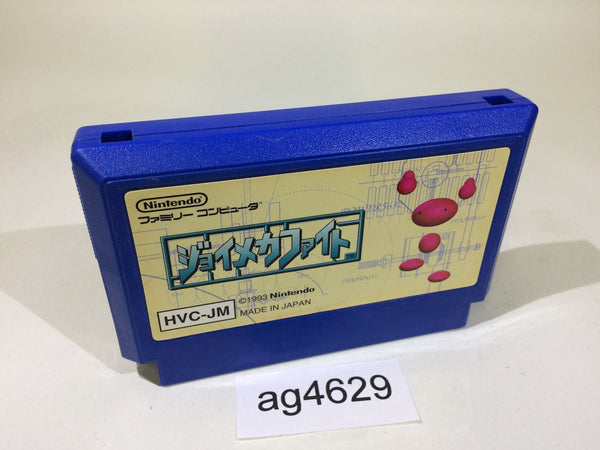 Nintendo
ファミリー コンピュータ
ジョイメカファイト
©1993 Nintendo
HVC-JM
MADE IN JAPAN
ag4629